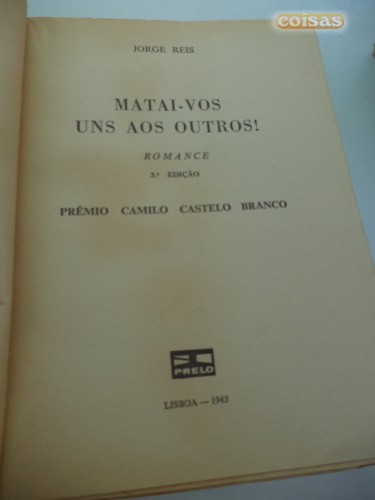 coisas
JORGE REIS
MATAI-VOS
UNS AOS OUTROS!
ROMANCE
3.ª EDIÇÃO
PRÉMIO CAMILO CASTELO BRANCO
PRELO
LISBOA — 1963